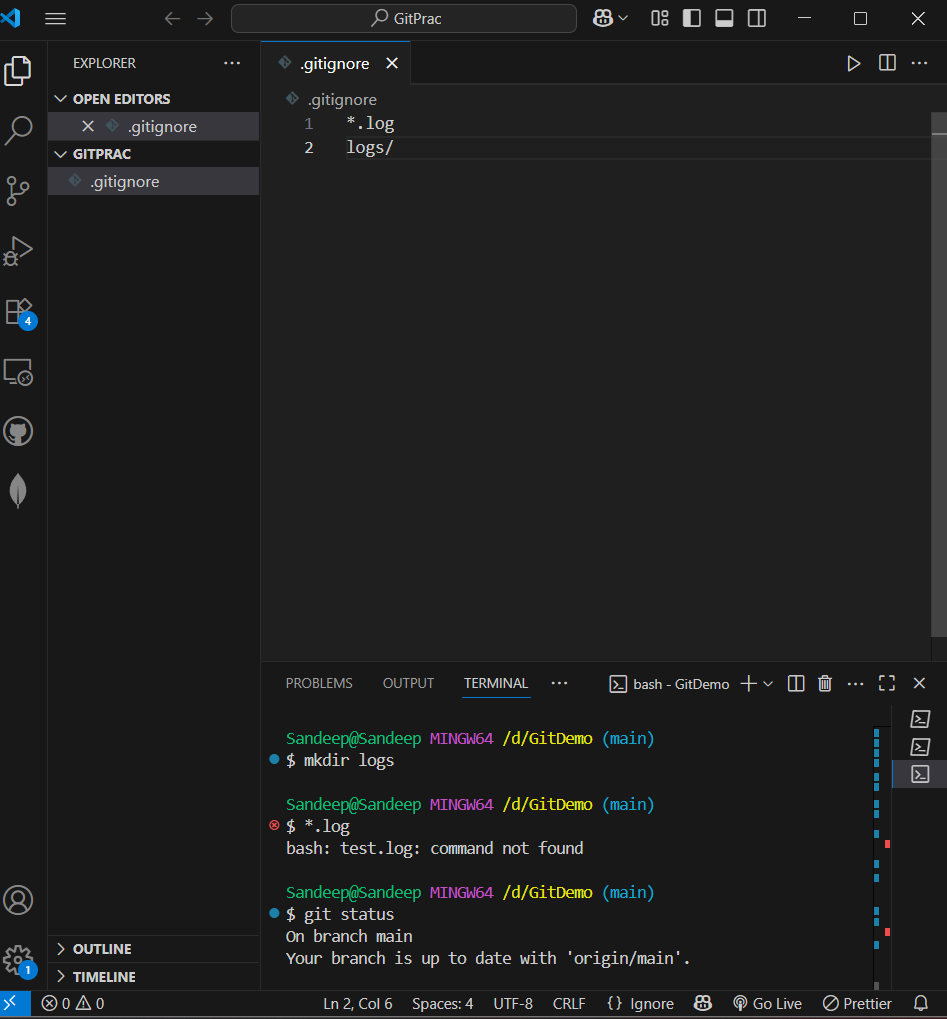 GitPrac
EXPLORER
.gitignore
OPEN EDITORS
.gitignore
GITPRAC
.gitignore
.gitignore
1 *.log
2 logs/
4
PROBLEMS OUTPUT TERMINAL
bash - GitDemo
Sandeep@Sandeep MINGW64 /d/GitDemo (main)
$ mkdir logs
Sandeep@Sandeep MINGW64 /d/GitDemo (main)
$ *.log
bash: test.log: command not found
Sandeep@Sandeep MINGW64 /d/GitDemo (main)
$ git status
On branch main
Your branch is up to date with 'origin/main'.
OUTLINE
1
TIMELINE
0 0 Ln 2, Col 6 Spaces: 4 UTF-8 CRLF {} Ignore Go Live Prettier